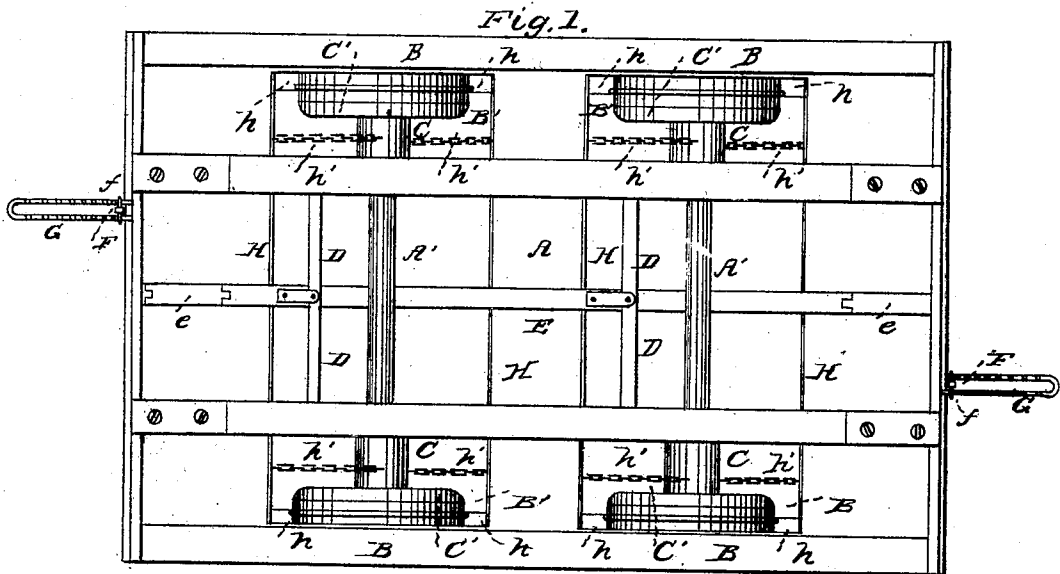 Fig. 1.
C' B h C' B h
h h
h C B' B' C
h' h' h' h'
f
G F H D A' A H D A'
e E e
D H D H F
G
f
h' C h' h' C h'
B' B
h B C' h h C' B h